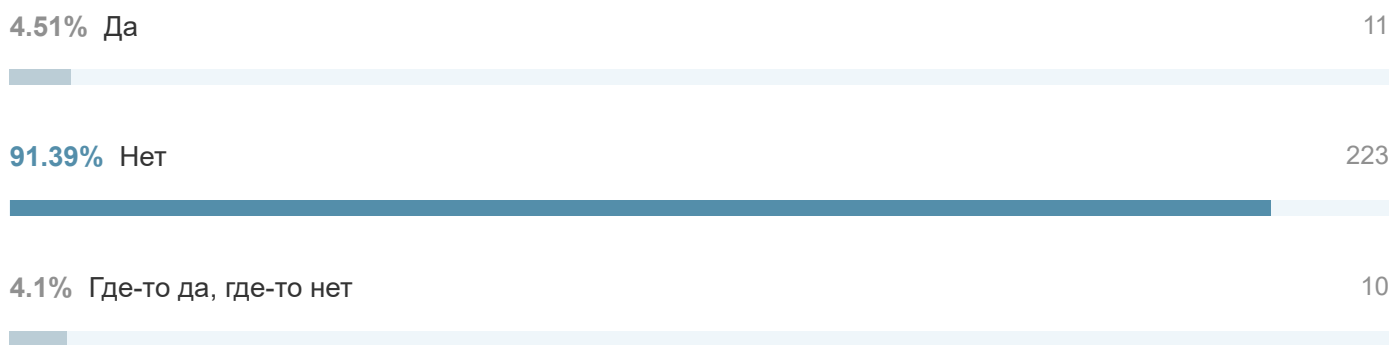 4.51% Да 11
91.39% Нет 223
4.1% Где-то да, где-то нет 10